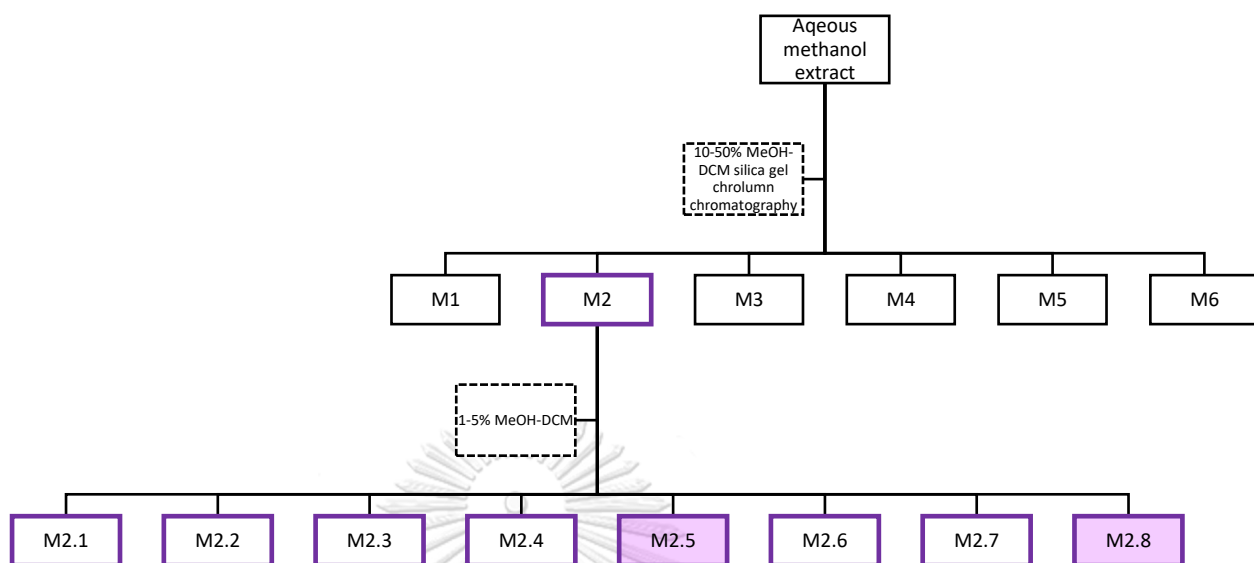 Aqeous
methanol
extract
10-50% MeOH-
DCM silica gel
chrolumn
chromatography
M1
M2
M3
M4
M5
M6
1-5% MeOH-DCM
M2.1
M2.2
M2.3
M2.4
M2.5
M2.6
M2.7
M2.8